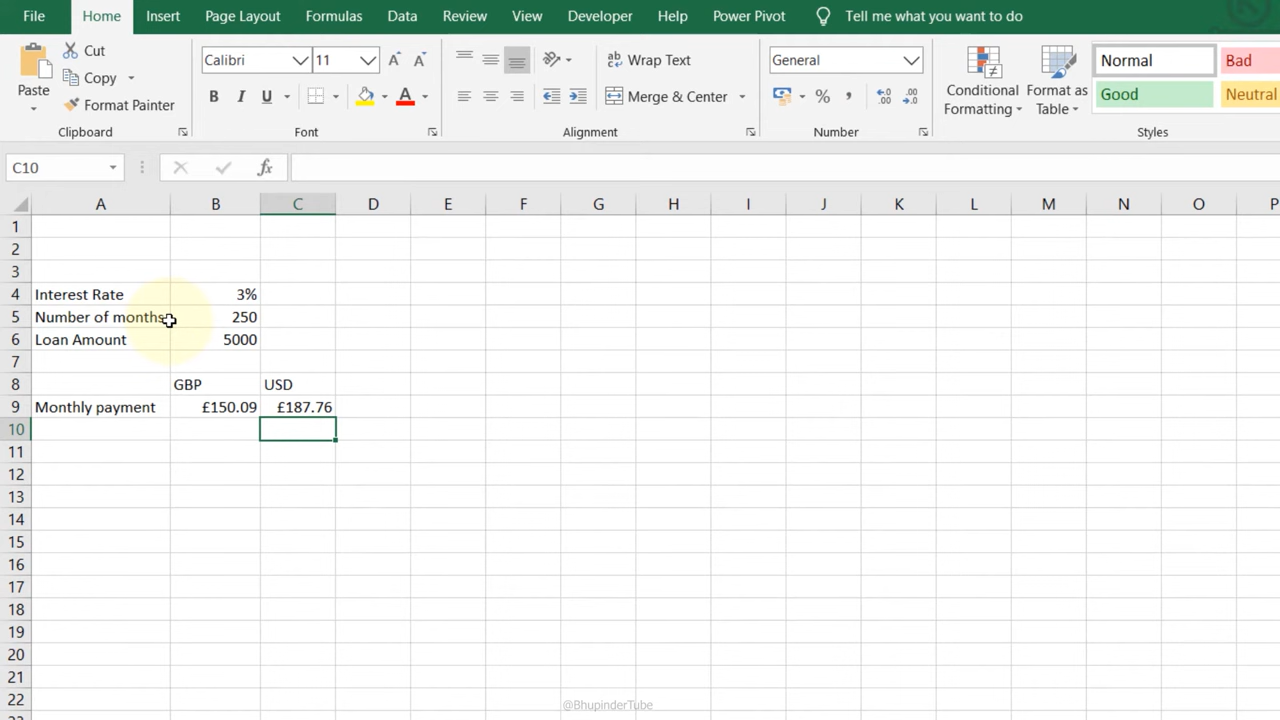 File Home Insert Page Layout Formulas Data Review View Developer Help Power Pivot Tell me what you want to do
Paste Cut Copy Format Painter
Clipboard
Calibri 11 A A
B I U A
Font
ab Wrap Text
Merge & Center
Alignment
General
% ,
Number
Conditional Formatting
Format as Table
Normal Bad
Good Neutral
Styles
C10 fx
A B C D E F G H I J K L M N O P
1
2
3
4 Interest Rate 3%
5 Number of months 250
6 Loan Amount 5000
7
8 GBP USD
9 Monthly payment £150.09 £187.76
10
11
12
13
14
15
16
17
18
19
20
21
22
@BhupinderTube